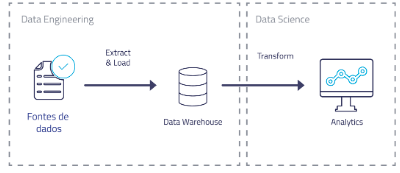 Data Engineering
Data Science
Extract
& Load
Transform
Fontes de
dados
Data Warehouse
Analytics